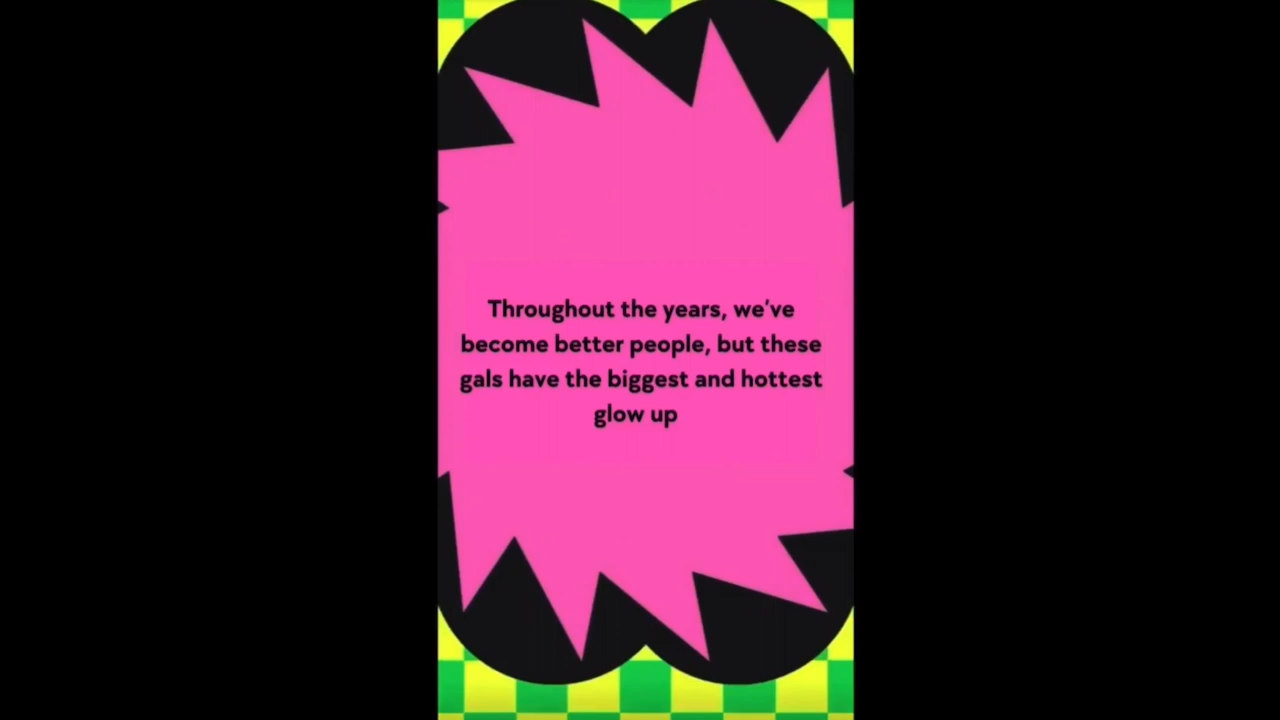 Throughout the years, we've
become better people, but these
gals have the biggest and hottest
glow up